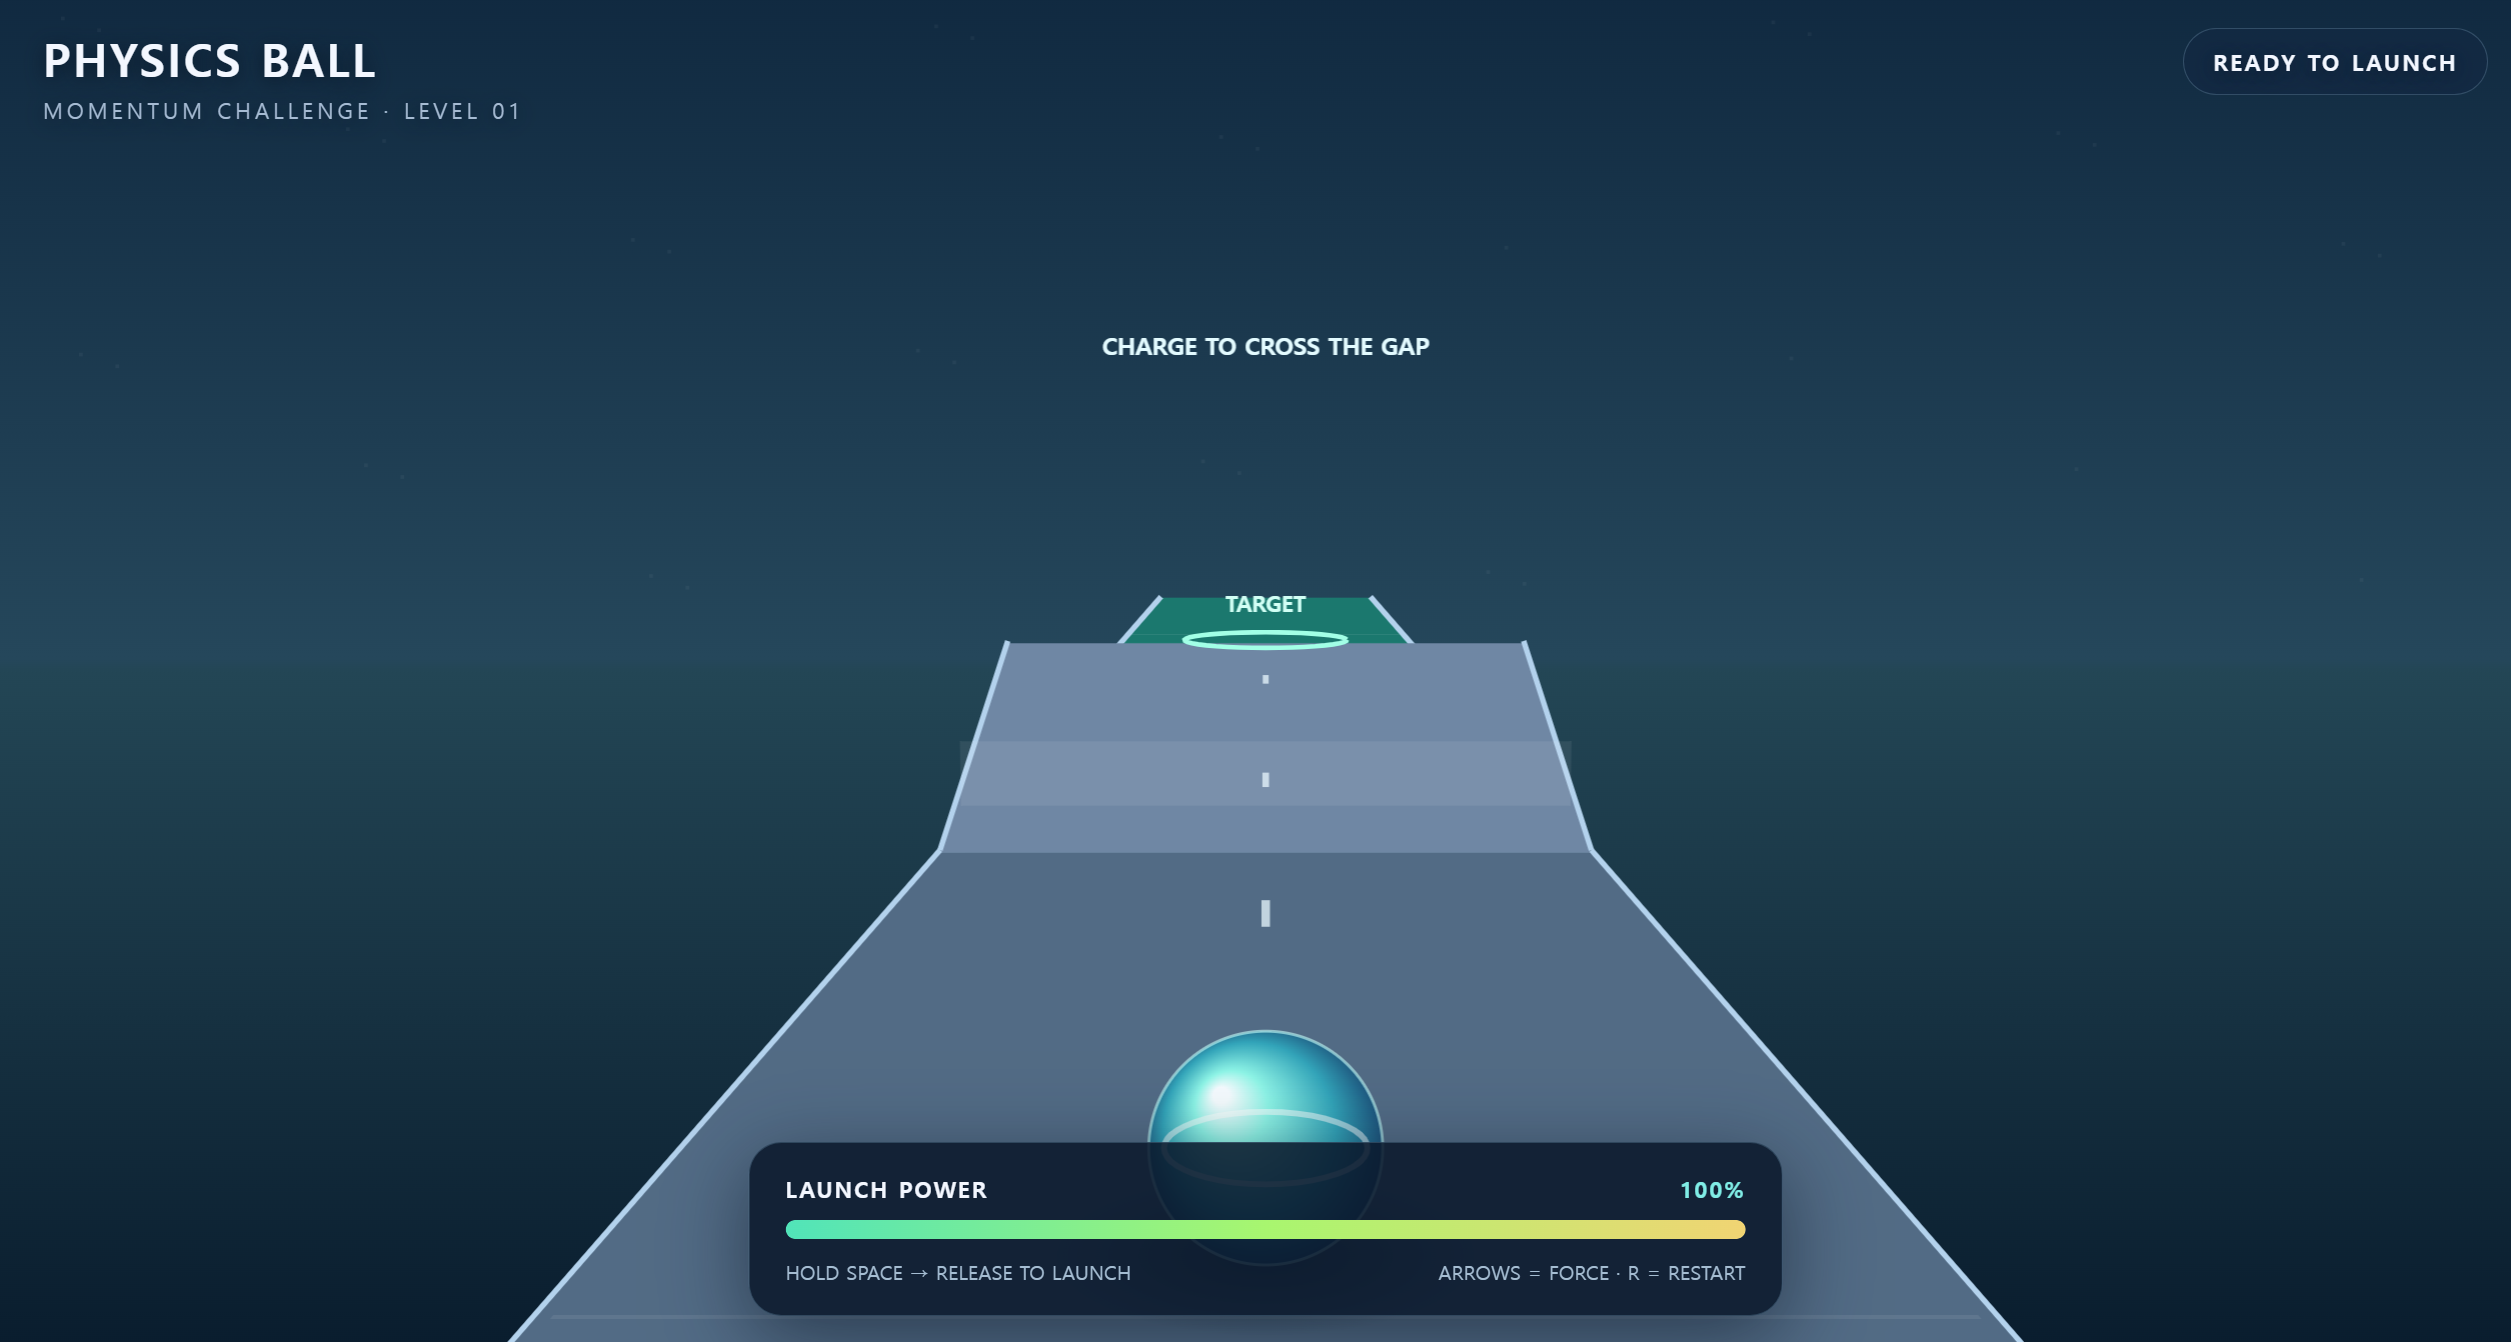 PHYSICS BALL
MOMENTUM CHALLENGE · LEVEL 01
READY TO LAUNCH
CHARGE TO CROSS THE GAP
TARGET
LAUNCH POWER
100%
HOLD SPACE → RELEASE TO LAUNCH
ARROWS = FORCE · R = RESTART